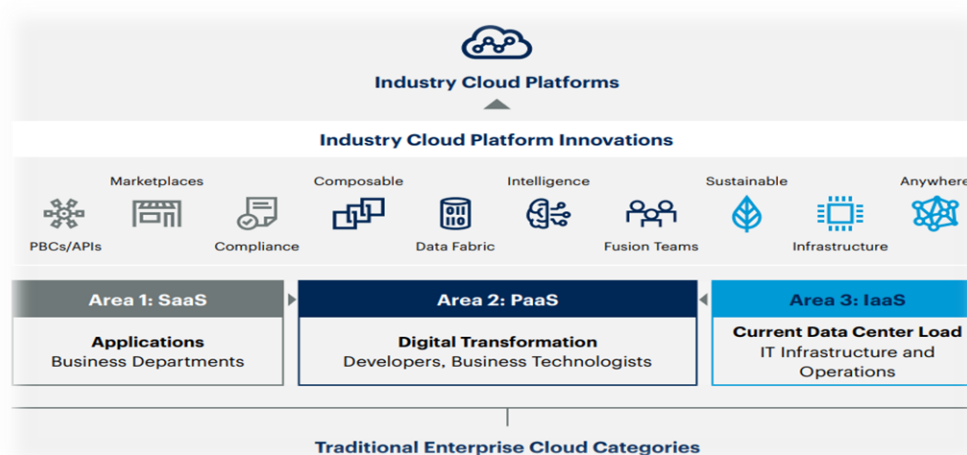 Industry Cloud Platforms
Industry Cloud Platform Innovations
Marketplaces
Composable
Intelligence
Sustainable
Anywhere
PBCs/APIs
Compliance
Data Fabric
Fusion Teams
Infrastructure
Area 1: SaaS
Area 2: PaaS
Area 3: IaaS
Applications
Business Departments
Digital Transformation
Developers, Business Technologists
Current Data Center Load
IT Infrastructure and
Operations
Traditional Enterprise Cloud Categories